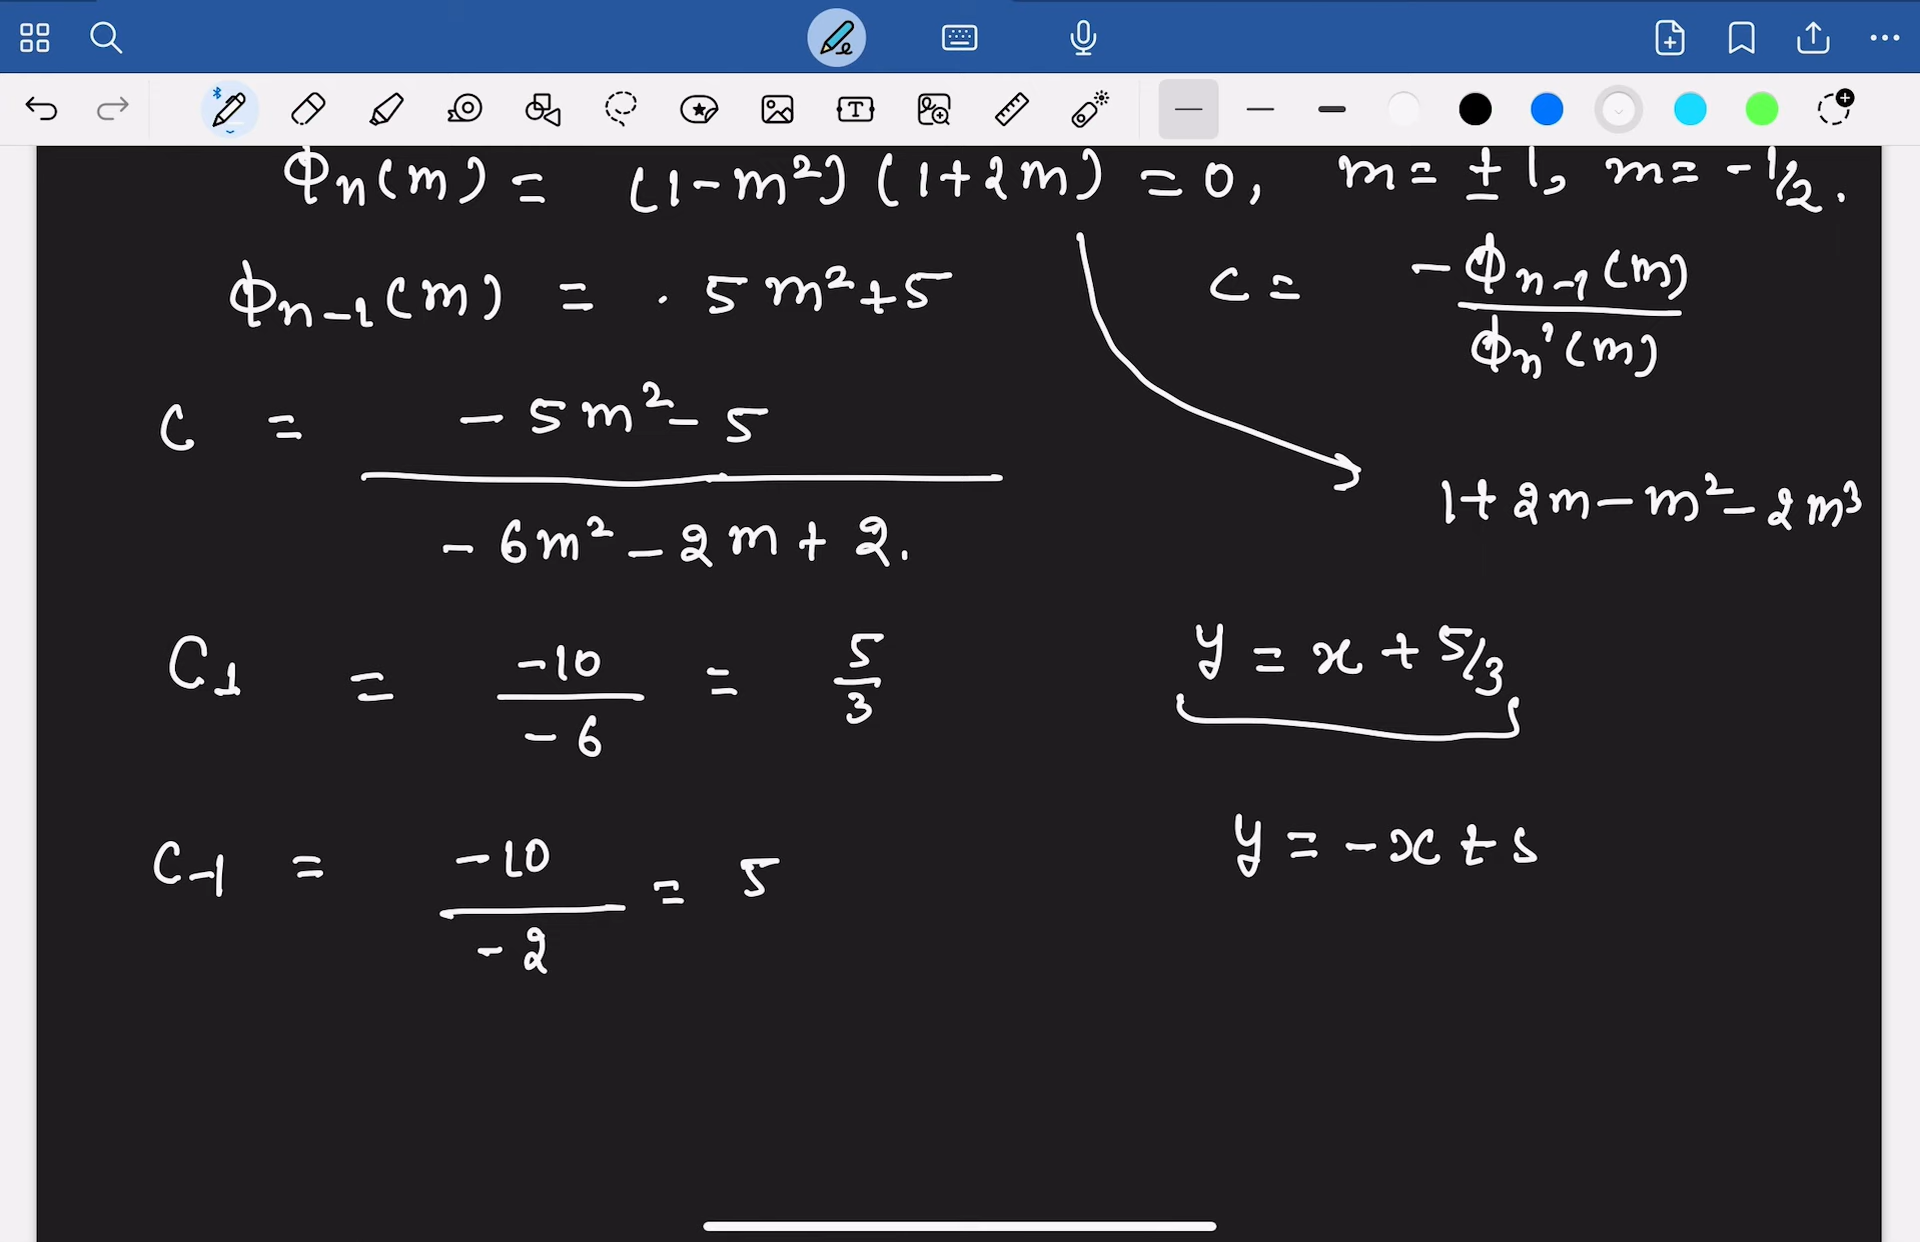 ϕn(m) = (1-m²) (1+2m) = 0, m = ±1, m = -1/2.
ϕn-1(m) = . 5m²+5
C = -ϕn-1(m) / ϕn'(m)
C = -5m² - 5 / -6m² - 2m + 2.
1+2m-m²-2m³
C1 = -10 / -6 = 5/3
y = x + 5/3
C-1 = -10 / -2 = 5
y = -x + 5